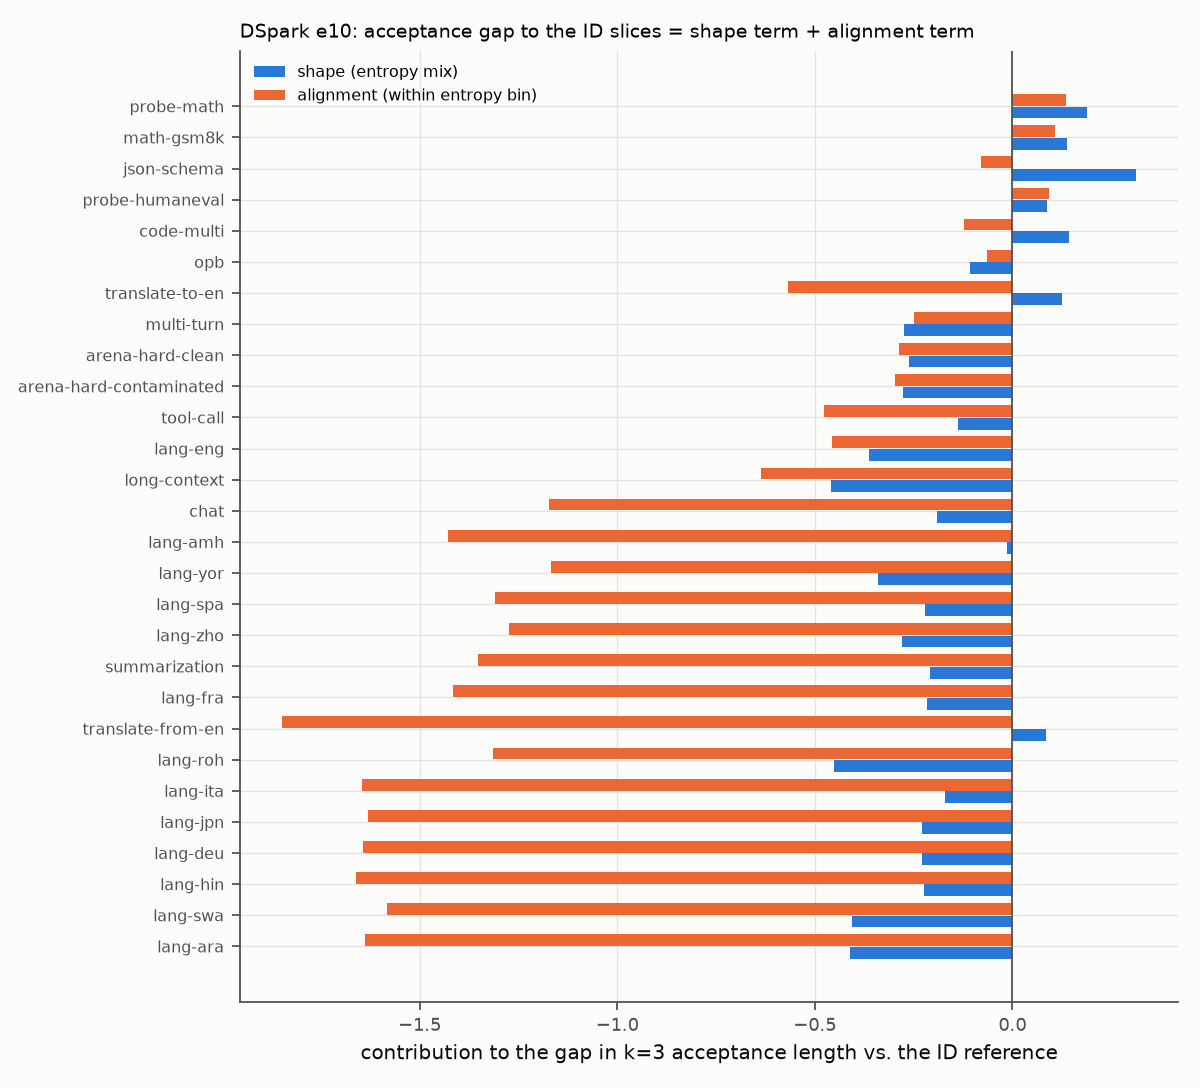 DSpark e10: acceptance gap to the ID slices = shape term + alignment term
shape (entropy mix)
alignment (within entropy bin)
probe-math
math-gsm8k
json-schema
probe-humaneval
code-multi
opb
translate-to-en
multi-turn
arena-hard-clean
arena-hard-contaminated
tool-call
lang-eng
long-context
chat
lang-amh
lang-yor
lang-spa
lang-zho
summarization
lang-fra
translate-from-en
lang-roh
lang-ita
lang-jpn
lang-deu
lang-hin
lang-swa
lang-ara
−1.5 −1.0 −0.5 0.0
contribution to the gap in k=3 acceptance length vs. the ID reference